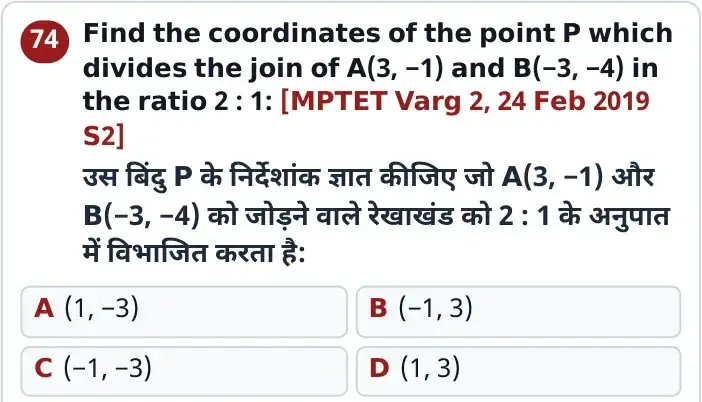 74 Find the coordinates of the point P which
divides the join of A(3, −1) and B(−3, −4) in
the ratio 2 : 1: [MPTET Varg 2, 24 Feb 2019
S2]
उस बिंदु P के निर्देशांक ज्ञात कीजिए जो A(3, −1) और
B(−3, −4) को जोड़ने वाले रेखाखंड को 2 : 1 के अनुपात
में विभाजित करता है:
A (1, −3)
B (−1, 3)
C (−1, −3)
D (1, 3)